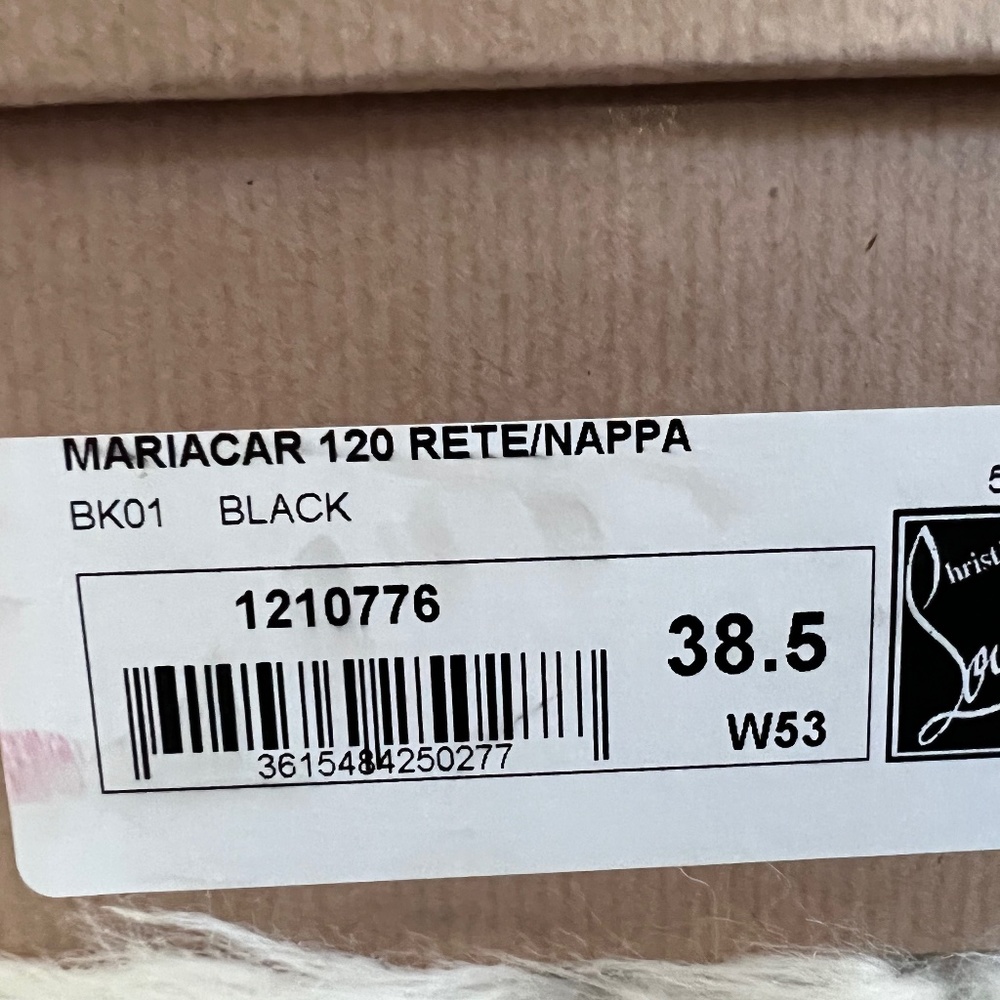 MARIACAR 120 RETE/NAPPA
BK01 BLACK
1210776
38.5
W53
3615484250277